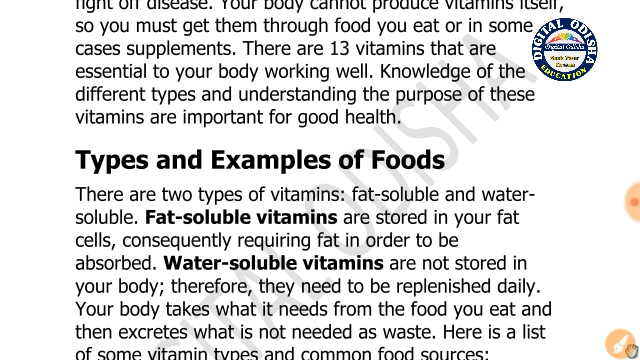 fight off disease. Your body cannot produce vitamins itself,
so you must get them through food you eat or in some
cases supplements. There are 13 vitamins that are
essential to your body working well. Knowledge of the
different types and understanding the purpose of these
vitamins are important for good health.
Types and Examples of Foods
There are two types of vitamins: fat-soluble and water-
soluble. Fat-soluble vitamins are stored in your fat
cells, consequently requiring fat in order to be
absorbed. Water-soluble vitamins are not stored in
your body; therefore, they need to be replenished daily.
Your body takes what it needs from the food you eat and
then excretes what is not needed as waste. Here is a list
of some vitamin types and common food sources:
DIGITAL ODISHA
Digital Odisha
EDUCATION
DIGITAL ODISHA